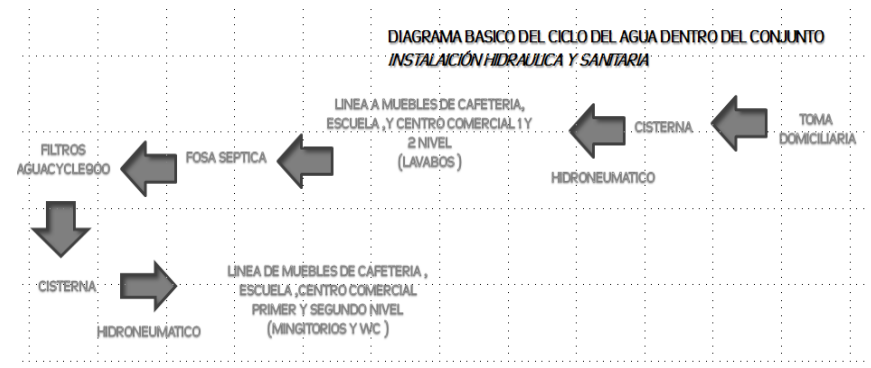 DIAGRAMA BASICO DEL CICLO DEL AGUA DENTRO DEL CONJUNTO
INSTALAICIÓN HIDRAULICA Y SANITARIA
TOMA
DOMICILIARIA
CISTERNA
HIDRONEUMATICO
LINEA A MUEBLES DE CAFETERIA,
ESCUELA ,Y CENTRO COMERCIAL 1 Y
2 NIVEL
(LAVABOS )
FOSA SEPTICA
FILTROS
AGUACYCLE900
CISTERNA
HIDRONEUMATICO
LINEA DE MUEBLES DE CAFETERIA ,
ESCUELA ,CENTRO COMERCIAL
PRIMER Y SEGUNDO NIVEL
(MINGITORIOS Y WC )